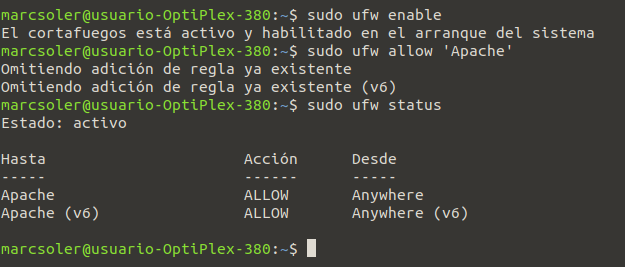 marcsoler@usuario-OptiPlex-380:~$ sudo ufw enable
El cortafuegos está activo y habilitado en el arranque del sistema
marcsoler@usuario-OptiPlex-380:~$ sudo ufw allow 'Apache'
Omitiendo adición de regla ya existente
Omitiendo adición de regla ya existente (v6)
marcsoler@usuario-OptiPlex-380:~$ sudo ufw status
Estado: activo

Hasta                      Acción      Desde
-----                      ------      -----
Apache                     ALLOW       Anywhere
Apache (v6)                ALLOW       Anywhere (v6)

marcsoler@usuario-OptiPlex-380:~$